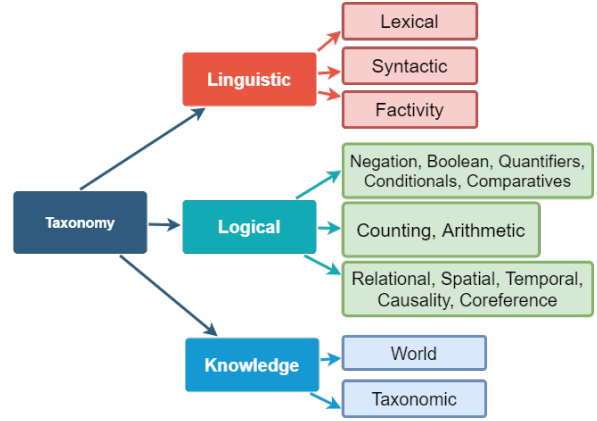 Taxonomy
Linguistic
Lexical
Syntactic
Factivity
Logical
Negation, Boolean, Quantifiers,
Conditionals, Comparatives
Counting, Arithmetic
Relational, Spatial, Temporal,
Causality, Coreference
Knowledge
World
Taxonomic